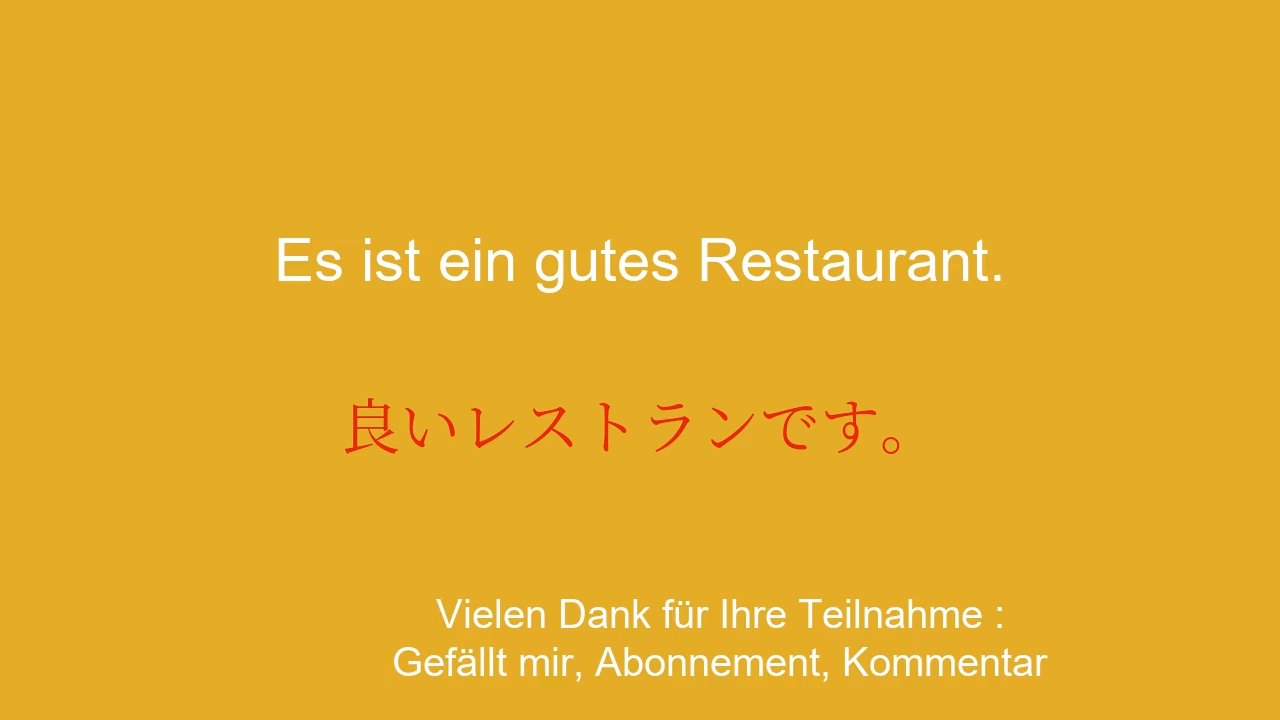 Es ist ein gutes Restaurant.
良いレストランです。
Vielen Dank für Ihre Teilnahme :
Gefällt mir, Abonnement, Kommentar